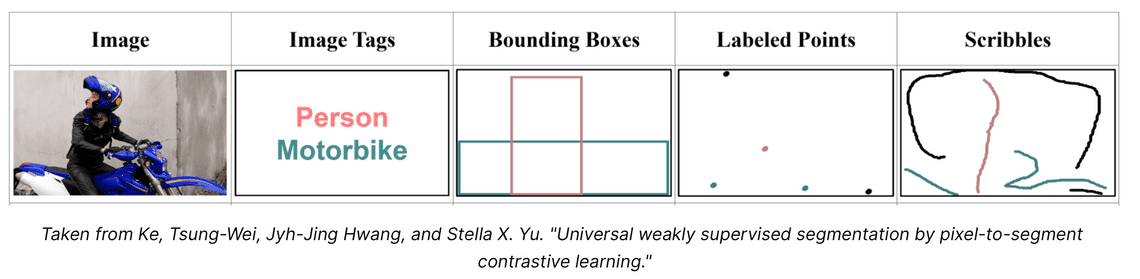 Image Image Tags Bounding Boxes Labeled Points Scribbles
Person
Motorbike
Taken from Ke, Tsung-Wei, Jyh-Jing Hwang, and Stella X. Yu. "Universal weakly supervised segmentation by pixel-to-segment
contrastive learning."